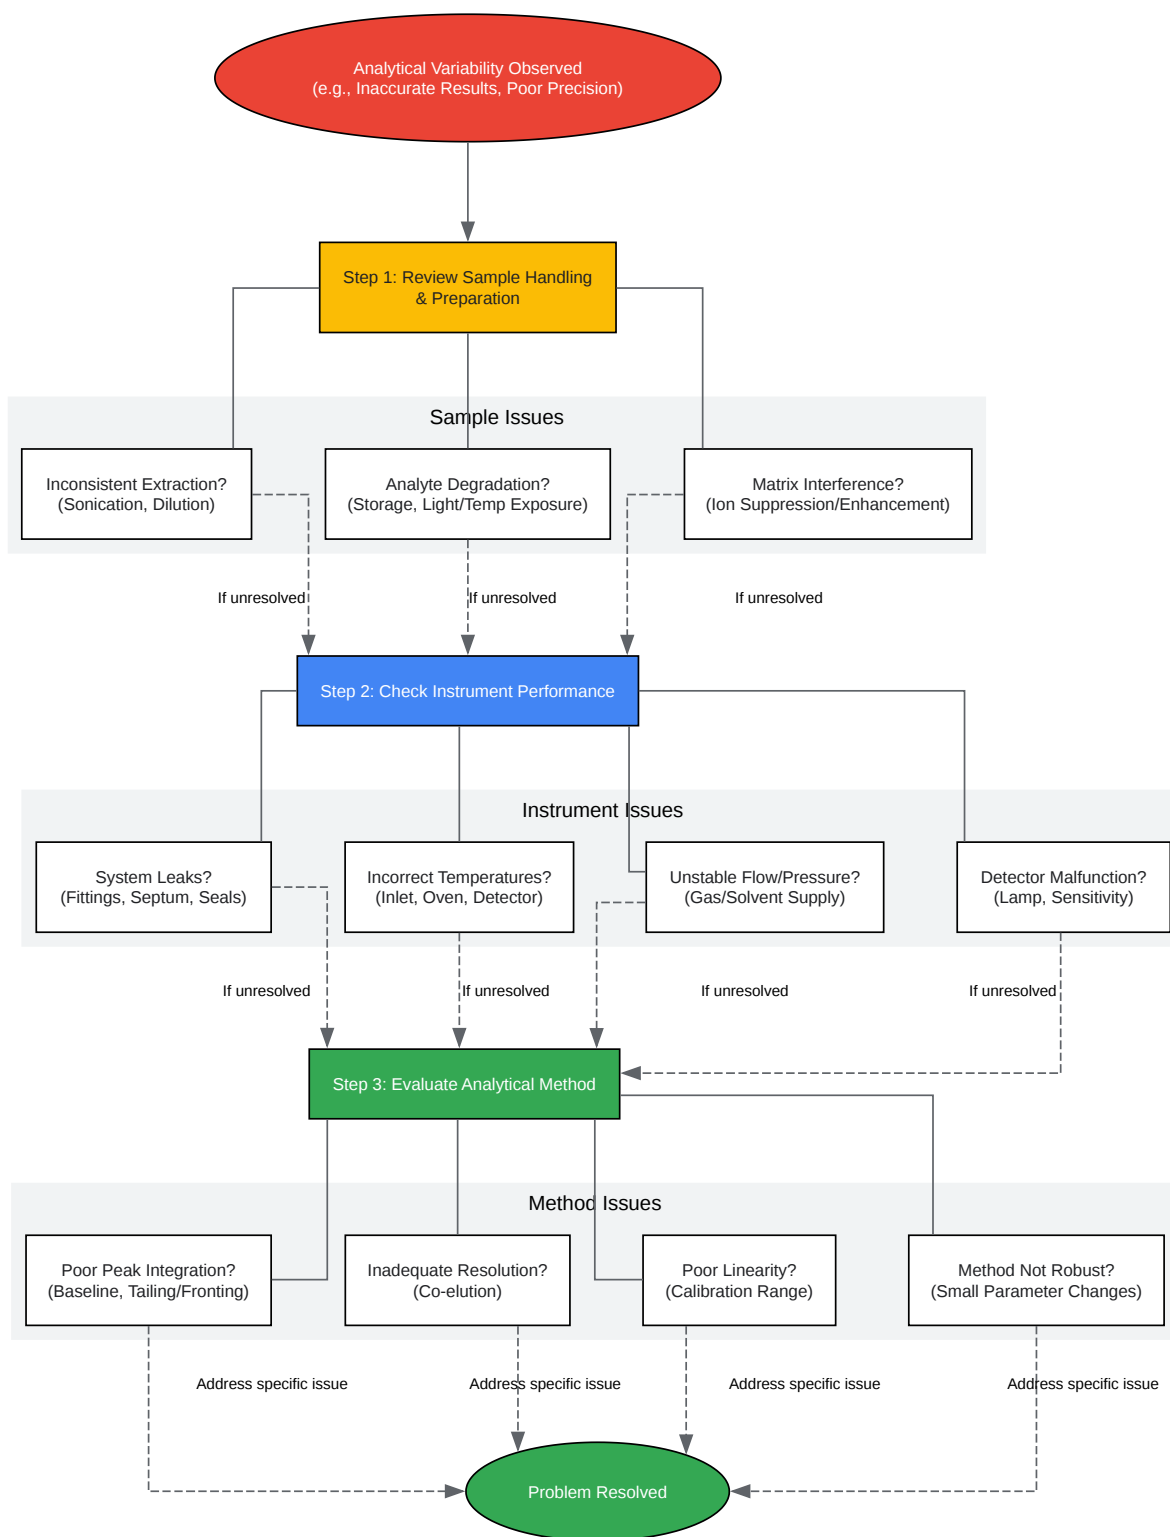 Analytical Variability Observed
(e.g., Inaccurate Results, Poor Precision)
Step 1: Review Sample Handling
& Preparation
Sample Issues
Inconsistent Extraction?
(Sonication, Dilution)
Analyte Degradation?
(Storage, Light/Temp Exposure)
Matrix Interference?
(Ion Suppression/Enhancement)
If unresolved
If unresolved
If unresolved
Step 2: Check Instrument Performance
Instrument Issues
System Leaks?
(Fittings, Septum, Seals)
Incorrect Temperatures?
(Inlet, Oven, Detector)
Unstable Flow/Pressure?
(Gas/Solvent Supply)
Detector Malfunction?
(Lamp, Sensitivity)
If unresolved
If unresolved
If unresolved
If unresolved
Step 3: Evaluate Analytical Method
Method Issues
Poor Peak Integration?
(Baseline, Tailing/Fronting)
Inadequate Resolution?
(Co-elution)
Poor Linearity?
(Calibration Range)
Method Not Robust?
(Small Parameter Changes)
Address specific issue
Address specific issue
Address specific issue
Address specific issue
Problem Resolved